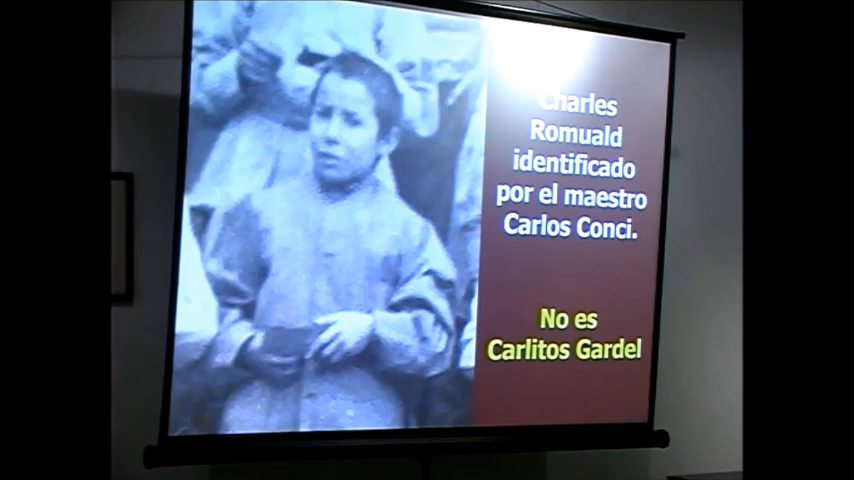 Charles
Romuald
identificado
por el maestro
Carlos Conci.
No es
Carlitos Gardel